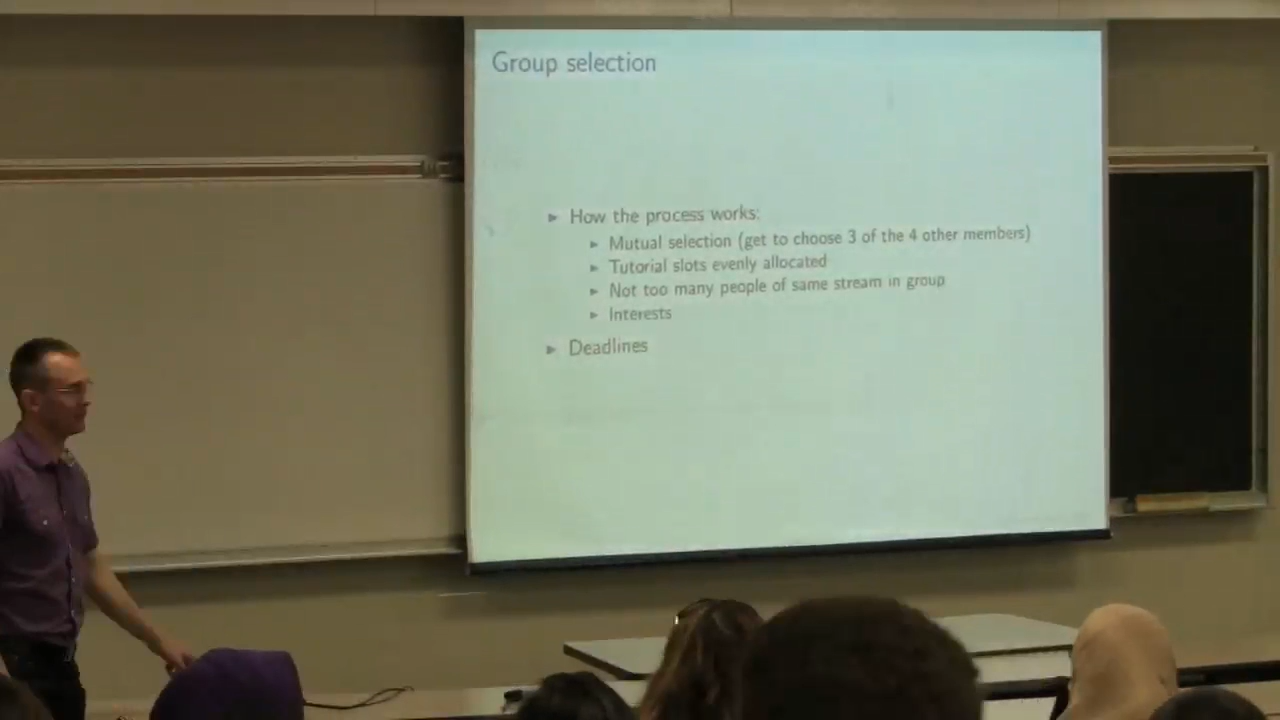 Group selection
► How the process works:
► Mutual selection (get to choose 3 of the 4 other members)
► Tutorial slots evenly allocated
► Not too many people of same stream in group
► Interests
► Deadlines